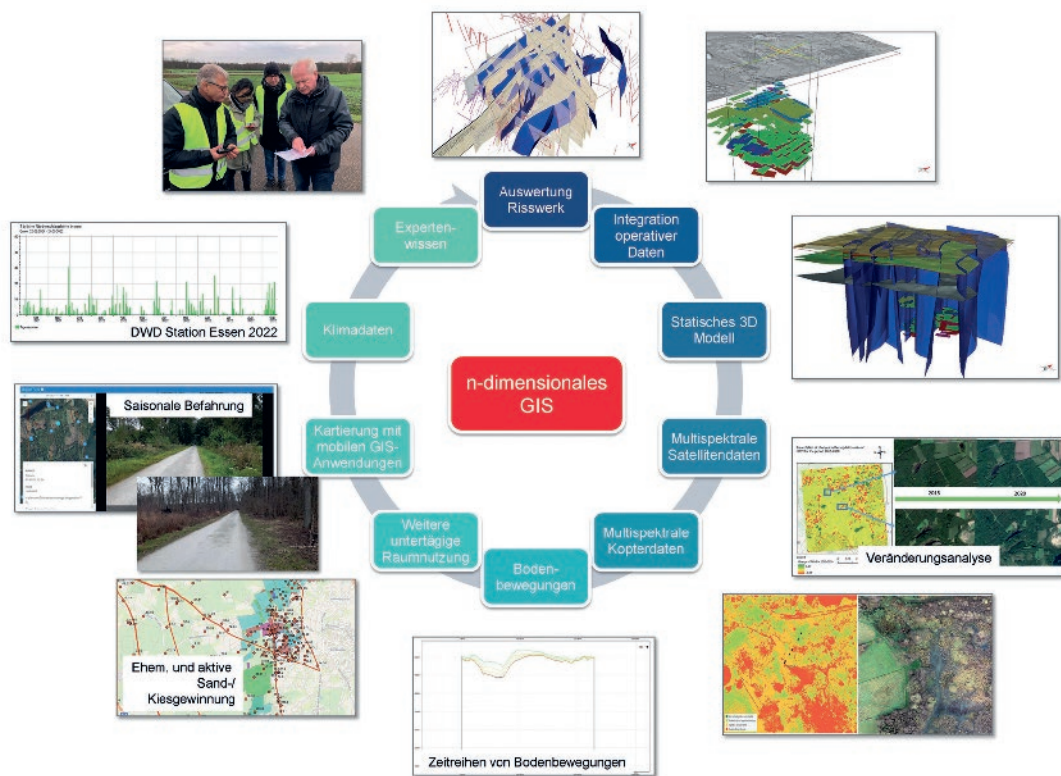 Auswertung
Risswerk
Integration
operativer
Daten
Statisches 3D
Modell
Multispektrale
Satellitendaten
Multispektrale
Kopterdaten
Boden-
bewegungen
Weitere
untertägige
Raumnutzung
Kartierung mit
mobilen GIS-
Anwendungen
Klimadaten
Experten-
wissen
n-dimensionales
GIS
DWD Station Essen 2022
Saisonale Befahrung
2015
2020
Veränderungsanalyse
Ehem. und aktive
Sand-/
Kiesgewinnung
Zeitreihen von Bodenbewegungen